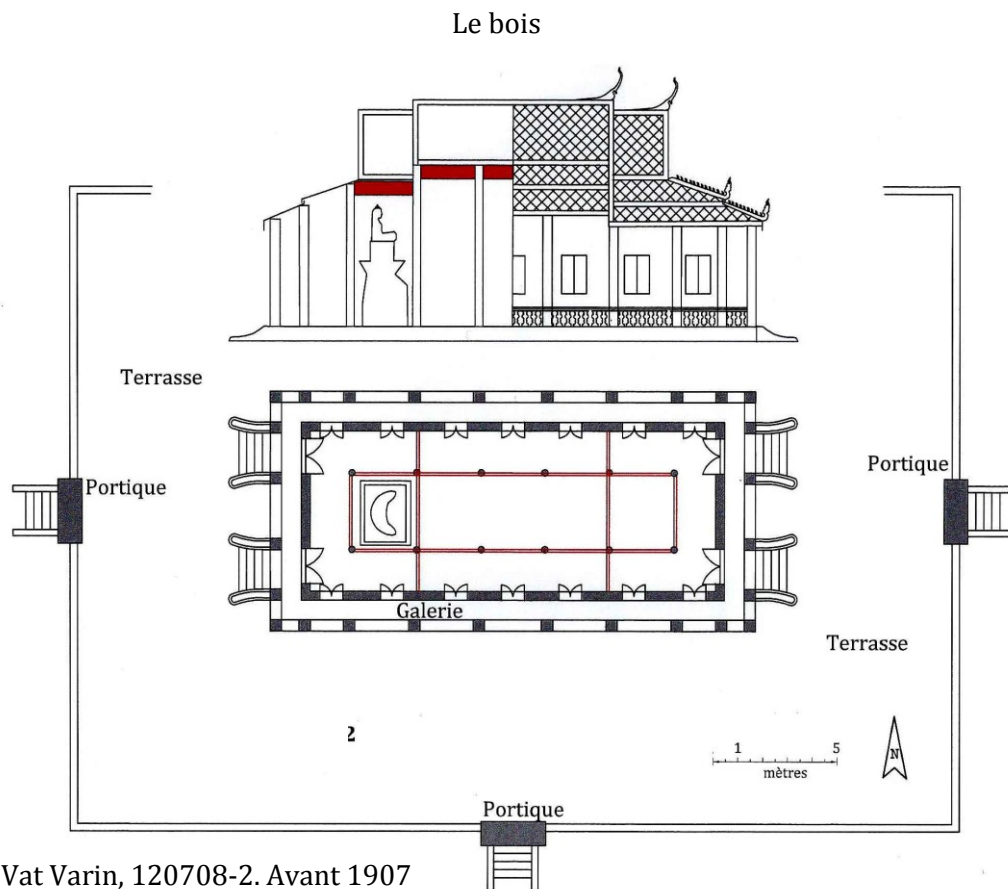 Le bois
Terrasse
Portique
Portique
Galerie
Terrasse
2
N
1 5
mètres
Portique
Vat Varin, 120708-2. Avant 1907